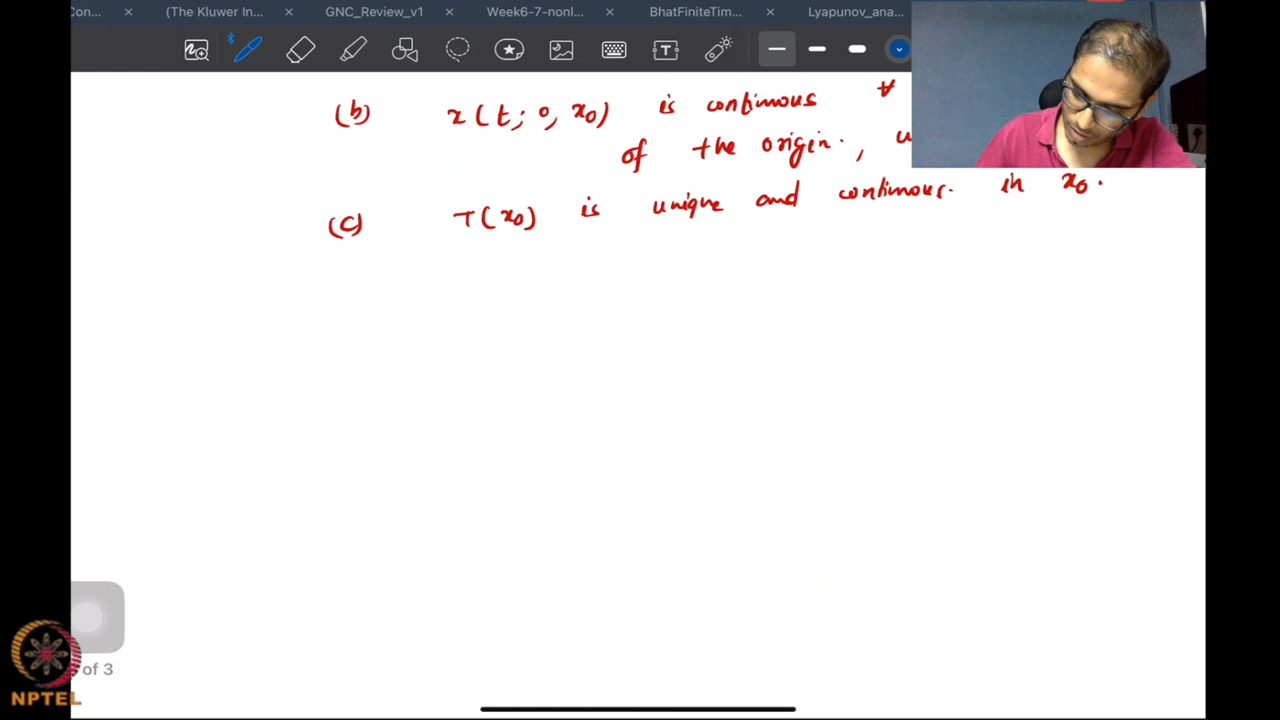 Con...
(The Kluwer In...
GNC_Review_v1
Week6-7-nonl...
BhatFiniteTim...
Lyapunov_ana...
(b) x(t; 0, x0) is continuous ∀
of the origin. ,
(c) T(x0) is unique and continuous. in x0.
of 3
NPTEL